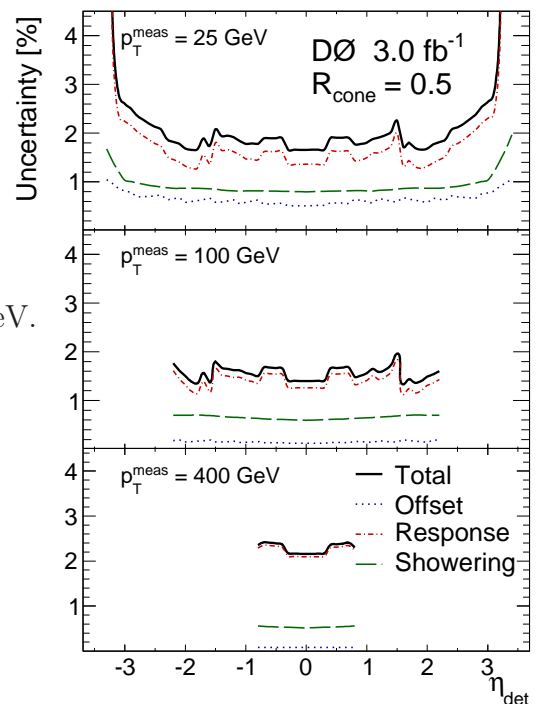 Uncertainty [%]
p_T^meas = 25 GeV
DØ 3.0 fb⁻¹
R_cone = 0.5
4
3
2
1
p_T^meas = 100 GeV
eV.
4
3
2
1
p_T^meas = 400 GeV
Total
Offset
Response
Showering
4
3
2
1
-3 -2 -1 0 1 2 3
η_det